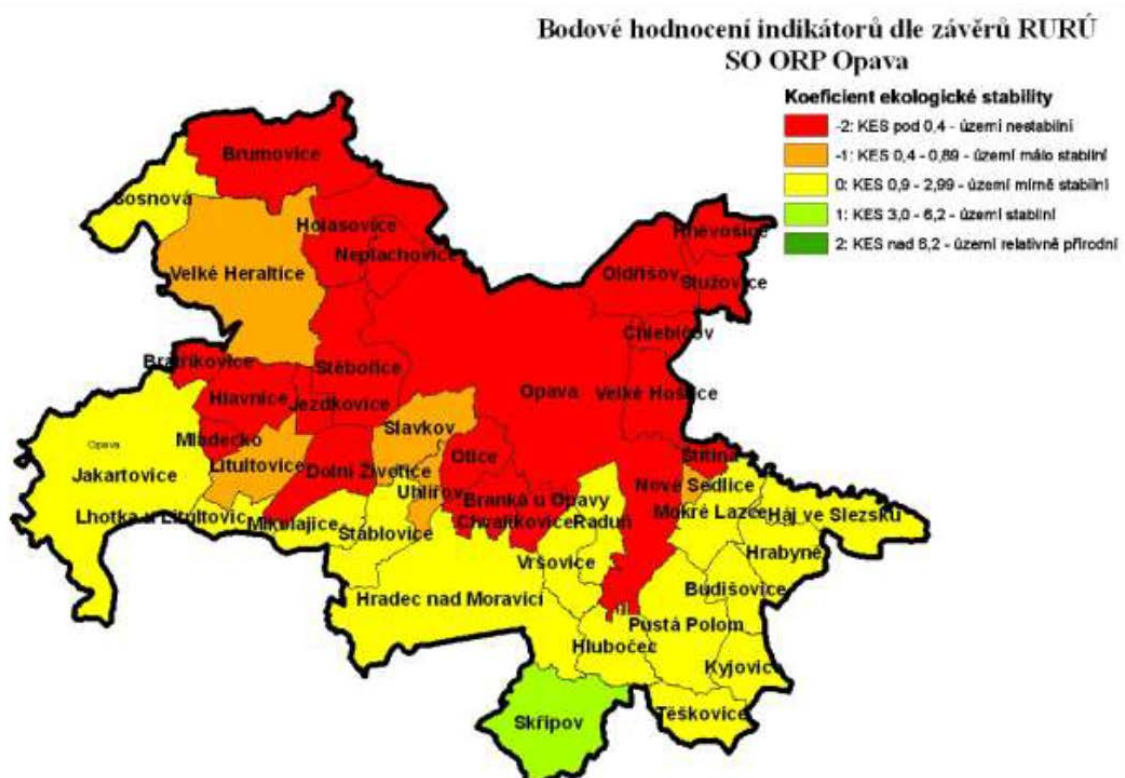 Bodové hodnocení indikátorů dle závěrů RURÚ
SO ORP Opava
Koeficient ekologické stability
-2: KES pod 0,4 - území nestabilní
-1: KES 0,4 - 0,89 - území málo stabilní
0: KES 0,9 - 2,99 - území mírně stabilní
1: KES 3,0 - 6,2 - území stabilní
2: KES nad 6,2 - území relativně přírodní
Brumovice
Sosnová
Holasovice
Hněvošice
Neplachovice
Velké Heraltice
Oldřišov
Služovice
Chlebičov
Bratříkovice
Stěbořice
Opava
Velké Hoštice
Hlavnice
Jezdkovice
Slavkov
Mladecko
Opava
Otice
Štítina
Litultovice
Dolní Životice
Jakartovice
Uhlířov
Nové Sedlice
Branka u Opavy
Lhotka u Litultovic
Mikolajice
Chvalíkovice
Raduň
Mokré Lazce
Háj ve Slezsku
Štáblovice
Vršovice
Hrabyně
Budišovice
Hradec nad Moravicí
Pustá Polom
Hlubočec
Kyjovice
Skřipov
Těškovice